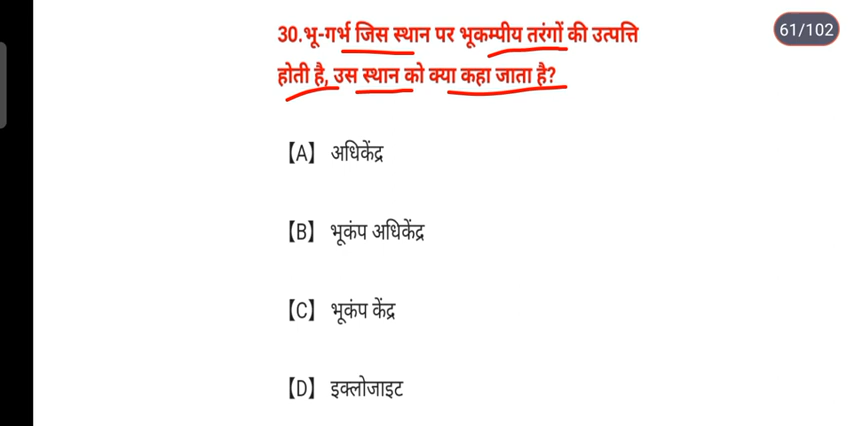 61/102
30.भू-गर्भ जिस स्थान पर भूकम्पीय तरंगों की उत्पत्ति
होती है, उस स्थान को क्या कहा जाता है?
【A】 अधिकेंद्र
【B】 भूकंप अधिकेंद्र
【C】 भूकंप केंद्र
【D】 इक्लोजाइट